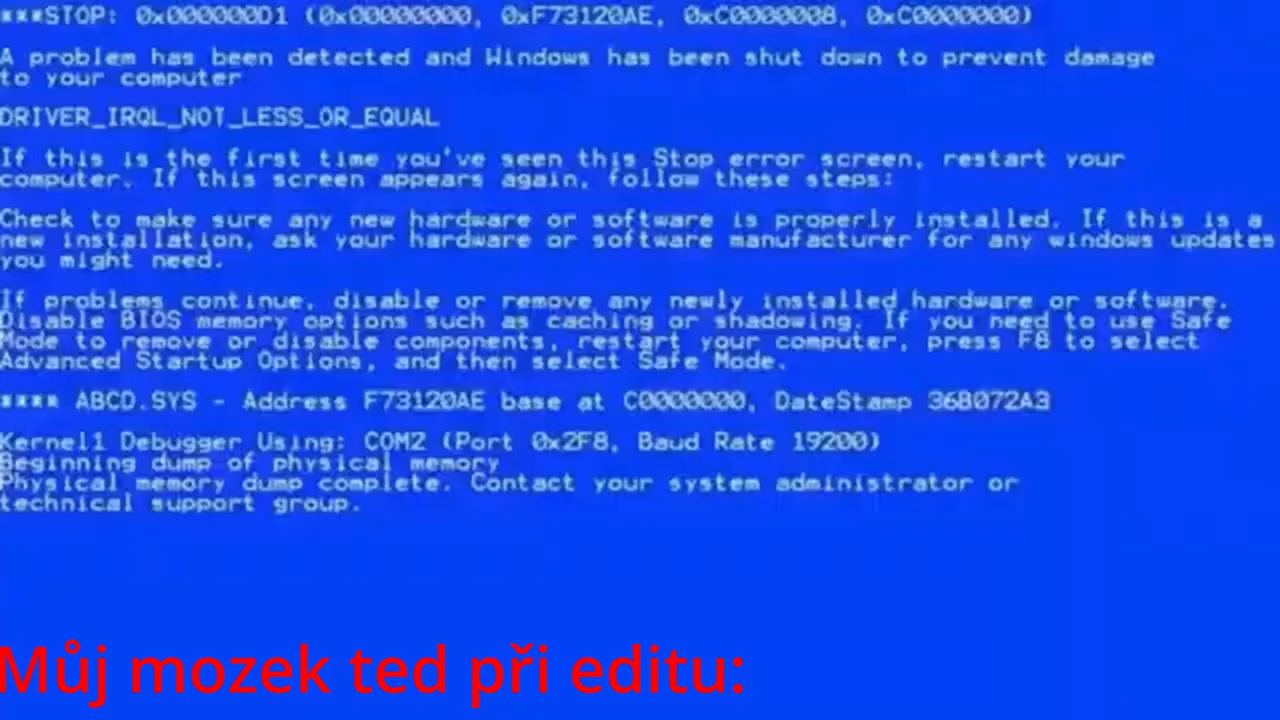 ***STOP: 0x000000D1 (0x00000000, 0xF73120AE, 0xC0000008, 0xC0000000)
A problem has been detected and Windows has been shut down to prevent damage
to your computer
DRIVER_IRQL_NOT_LESS_OR_EQUAL
If this is the first time you've seen this Stop error screen, restart your
computer. If this screen appears again, follow these steps:
Check to make sure any new hardware or software is properly installed. If this is a
new installation, ask your hardware or software manufacturer for any windows updates
you might need.
If problems continue, disable or remove any newly installed hardware or software.
Disable BIOS memory options such as caching or shadowing. If you need to use Safe
Mode to remove or disable components, restart your computer, press F8 to select
Advanced Startup Options, and then select Safe Mode.
**** ABCD.SYS - Address F73120AE base at C0000000, DateStamp 368072A3
Kernel1 Debugger Using: COM2 (Port 0x2F8, Baud Rate 19200)
Beginning dump of physical memory
Physical memory dump complete. Contact your system administrator or
technical support group.
Můj mozek ted při editu: